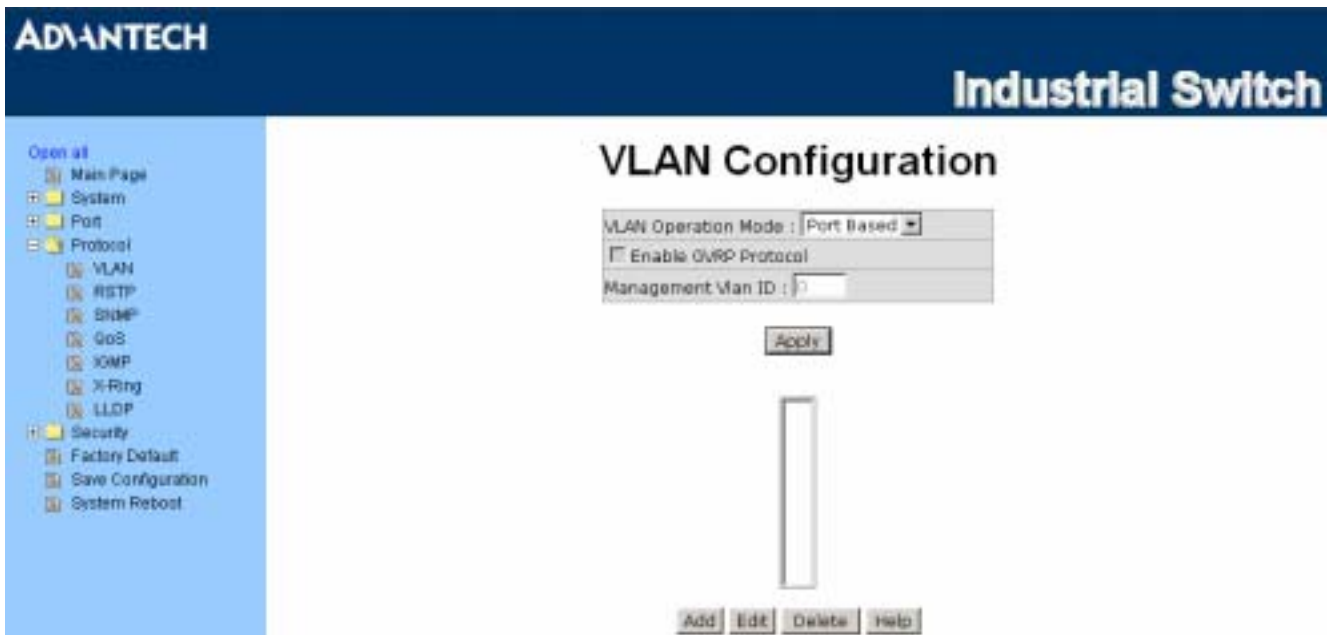 ADVANTECH
Industrial Switch
Open all
Main Page
System
Port
Protocol
VLAN
RSTP
SNMP
QoS
IGMP
X-Ring
LLDP
Security
Factory Default
Save Configuration
System Reboot
VLAN Configuration
VLAN Operation Mode : Port Based
Enable GVRP Protocol
Management Vlan ID : 0
Apply
Add Edit Delete Help